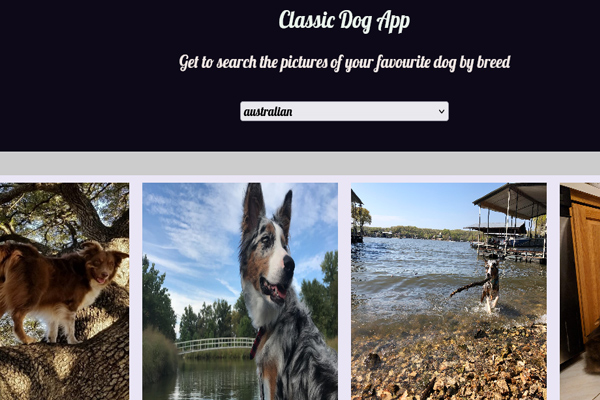 Classic Dog App
Get to search the pictures of your favourite dog by breed
australian